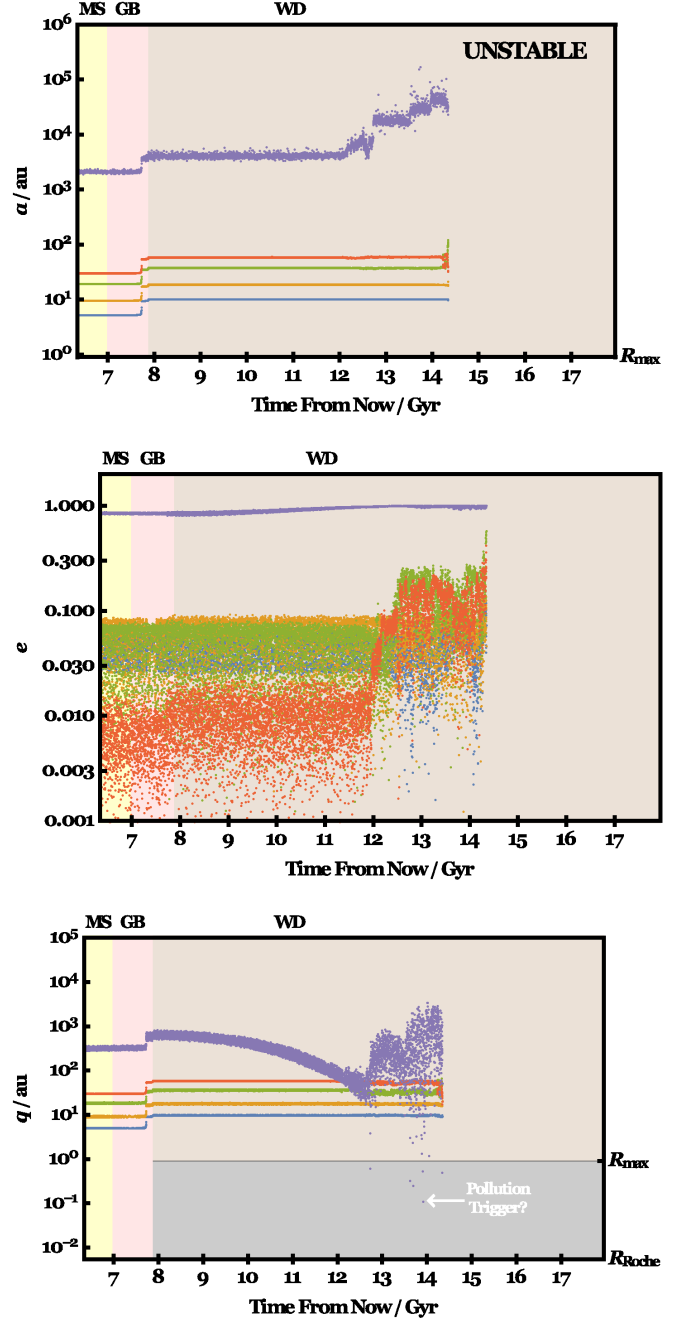 MS GB WD
10⁶
UNSTABLE
10⁵
10⁴
10³
10²
10¹
10⁰
a / au
R_max
7 8 9 10 11 12 13 14 15 16 17
Time From Now / Gyr
MS GB WD
1.000
0.300
0.100
0.030
0.010
0.003
0.001
e
7 8 9 10 11 12 13 14 15 16 17
Time From Now / Gyr
MS GB WD
10⁵
10⁴
10³
10²
10¹
10⁰
10⁻¹
10⁻²
q / au
R_max
Pollution
Trigger?
R_Roche
7 8 9 10 11 12 13 14 15 16 17
Time From Now / Gyr